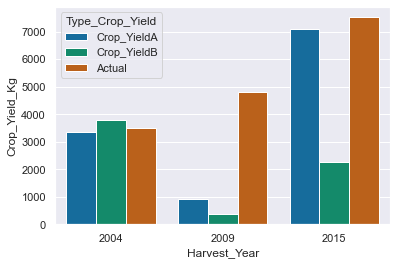 Type_Crop_Yield
Crop_YieldA
Crop_YieldB
Actual
7000
6000
5000
4000
3000
2000
1000
0
Crop_Yield_Kg
2004 2009 2015
Harvest_Year